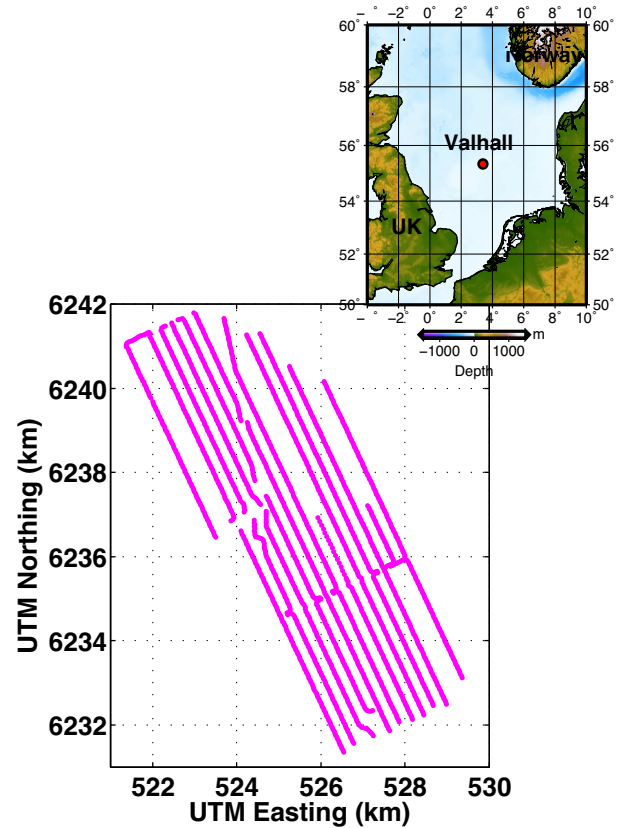 −˚ −2˚ 0˚ 2˚ 4˚ 6˚ 8˚ 10˚
60˚ 60˚
Norway
58˚ 58˚
Valhall
56˚ 56˚
54˚ 54˚
UK
52˚ 52˚
50˚ 50˚
−˚ −˚ 0˚ 2˚ 4˚ 6˚ 8˚ 10˚
m
−1000 0 1000
Depth
6242
6240
6238
6236
6234
6232
UTM Northing (km)
522 524 526 528 530
UTM Easting (km)